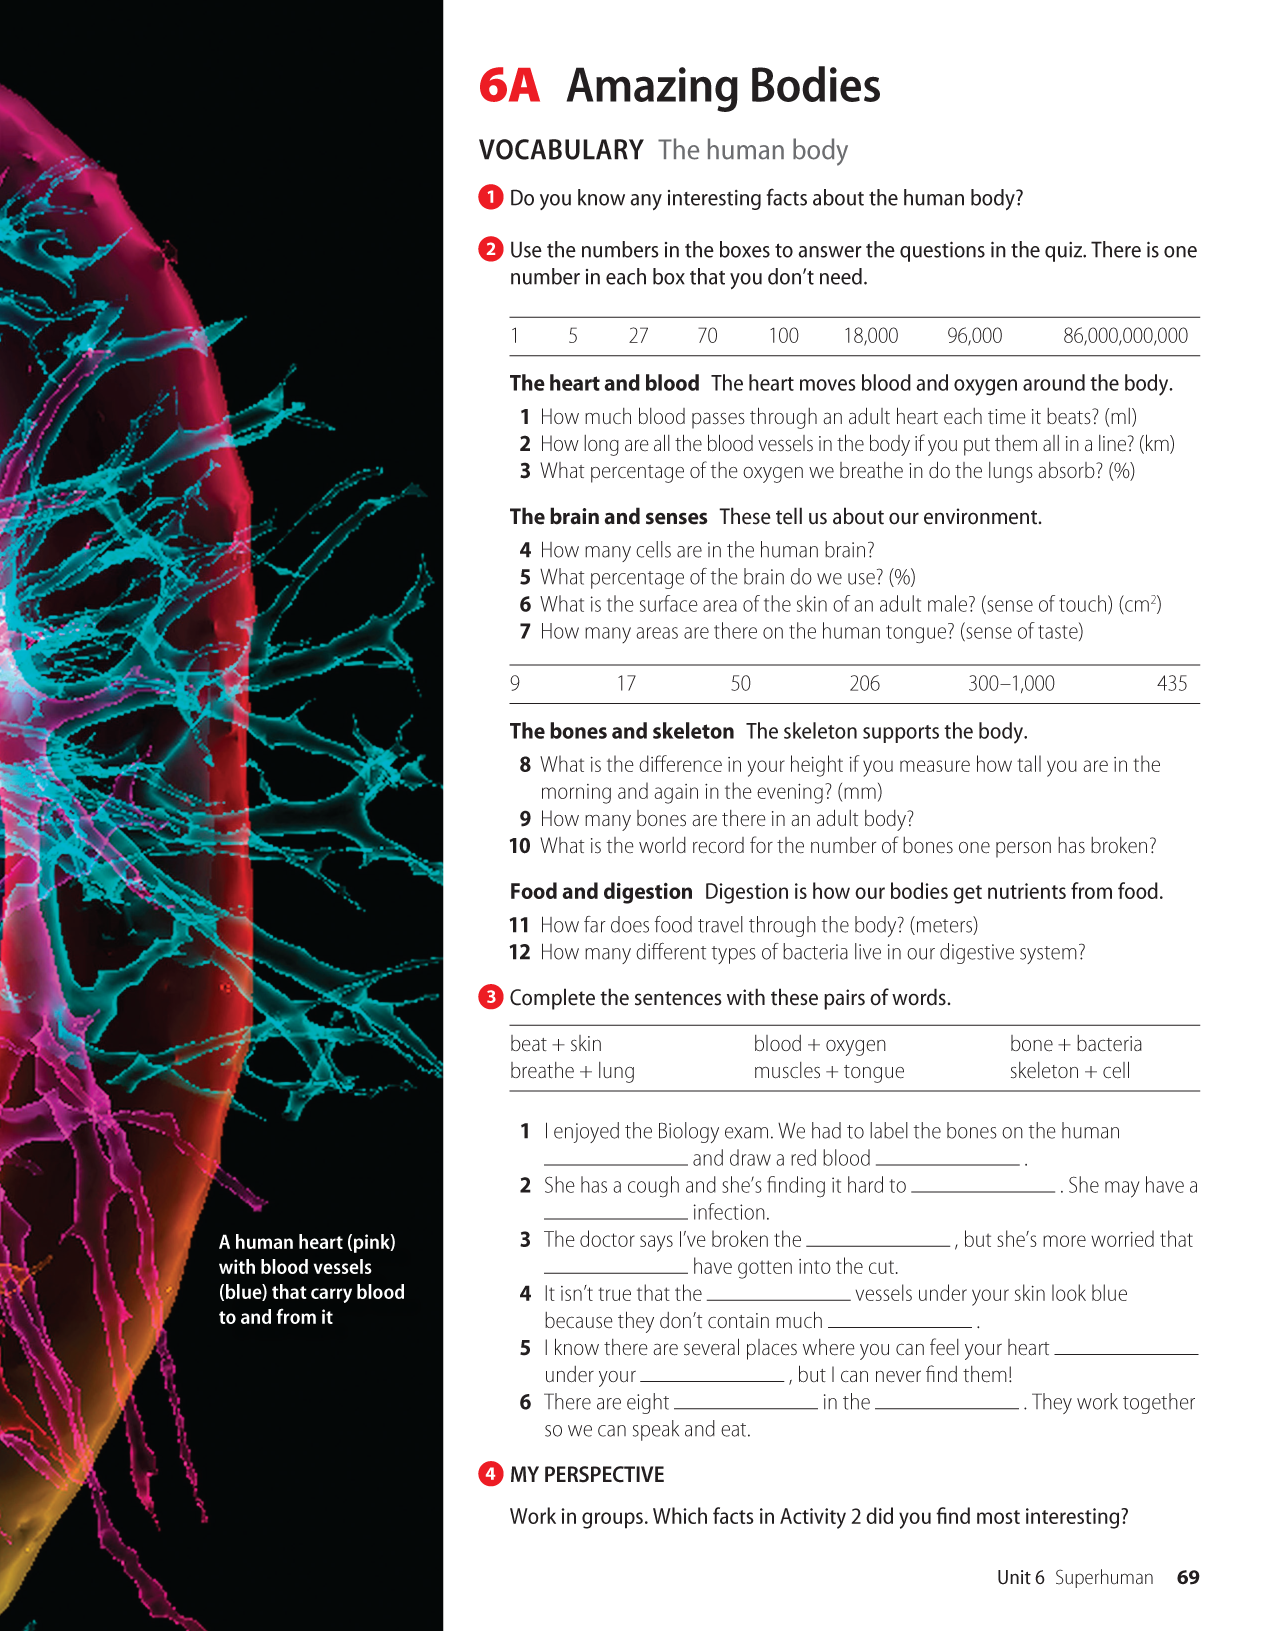 6A Amazing Bodies
VOCABULARY The human body
1 Do you know any interesting facts about the human body?
2 Use the numbers in the boxes to answer the questions in the quiz. There is one
number in each box that you don't need.
1 5 27 70 100 18,000 96,000 86,000,000,000
The heart and blood The heart moves blood and oxygen around the body.
1 How much blood passes through an adult heart each time it beats? (ml)
2 How long are all the blood vessels in the body if you put them all in a line? (km)
3 What percentage of the oxygen we breathe in do the lungs absorb? (%)
The brain and senses These tell us about our environment.
4 How many cells are in the human brain?
5 What percentage of the brain do we use? (%)
6 What is the surface area of the skin of an adult male? (sense of touch) (cm²)
7 How many areas are there on the human tongue? (sense of taste)
9 17 50 206 300–1,000 435
The bones and skeleton The skeleton supports the body.
8 What is the difference in your height if you measure how tall you are in the
morning and again in the evening? (mm)
9 How many bones are there in an adult body?
10 What is the world record for the number of bones one person has broken?
Food and digestion Digestion is how our bodies get nutrients from food.
11 How far does food travel through the body? (meters)
12 How many different types of bacteria live in our digestive system?
3 Complete the sentences with these pairs of words.
beat + skin blood + oxygen bone + bacteria
breathe + lung muscles + tongue skeleton + cell
1 I enjoyed the Biology exam. We had to label the bones on the human
____________ and draw a red blood ____________ .
2 She has a cough and she's finding it hard to ____________ . She may have a
____________ infection.
3 The doctor says I've broken the ____________ , but she's more worried that
____________ have gotten into the cut.
4 It isn't true that the ____________ vessels under your skin look blue
because they don't contain much ____________ .
5 I know there are several places where you can feel your heart ____________
under your ____________ , but I can never find them!
6 There are eight ____________ in the ____________ . They work together
so we can speak and eat.
4 MY PERSPECTIVE
Work in groups. Which facts in Activity 2 did you find most interesting?
A human heart (pink)
with blood vessels
(blue) that carry blood
to and from it
Unit 6 Superhuman 69